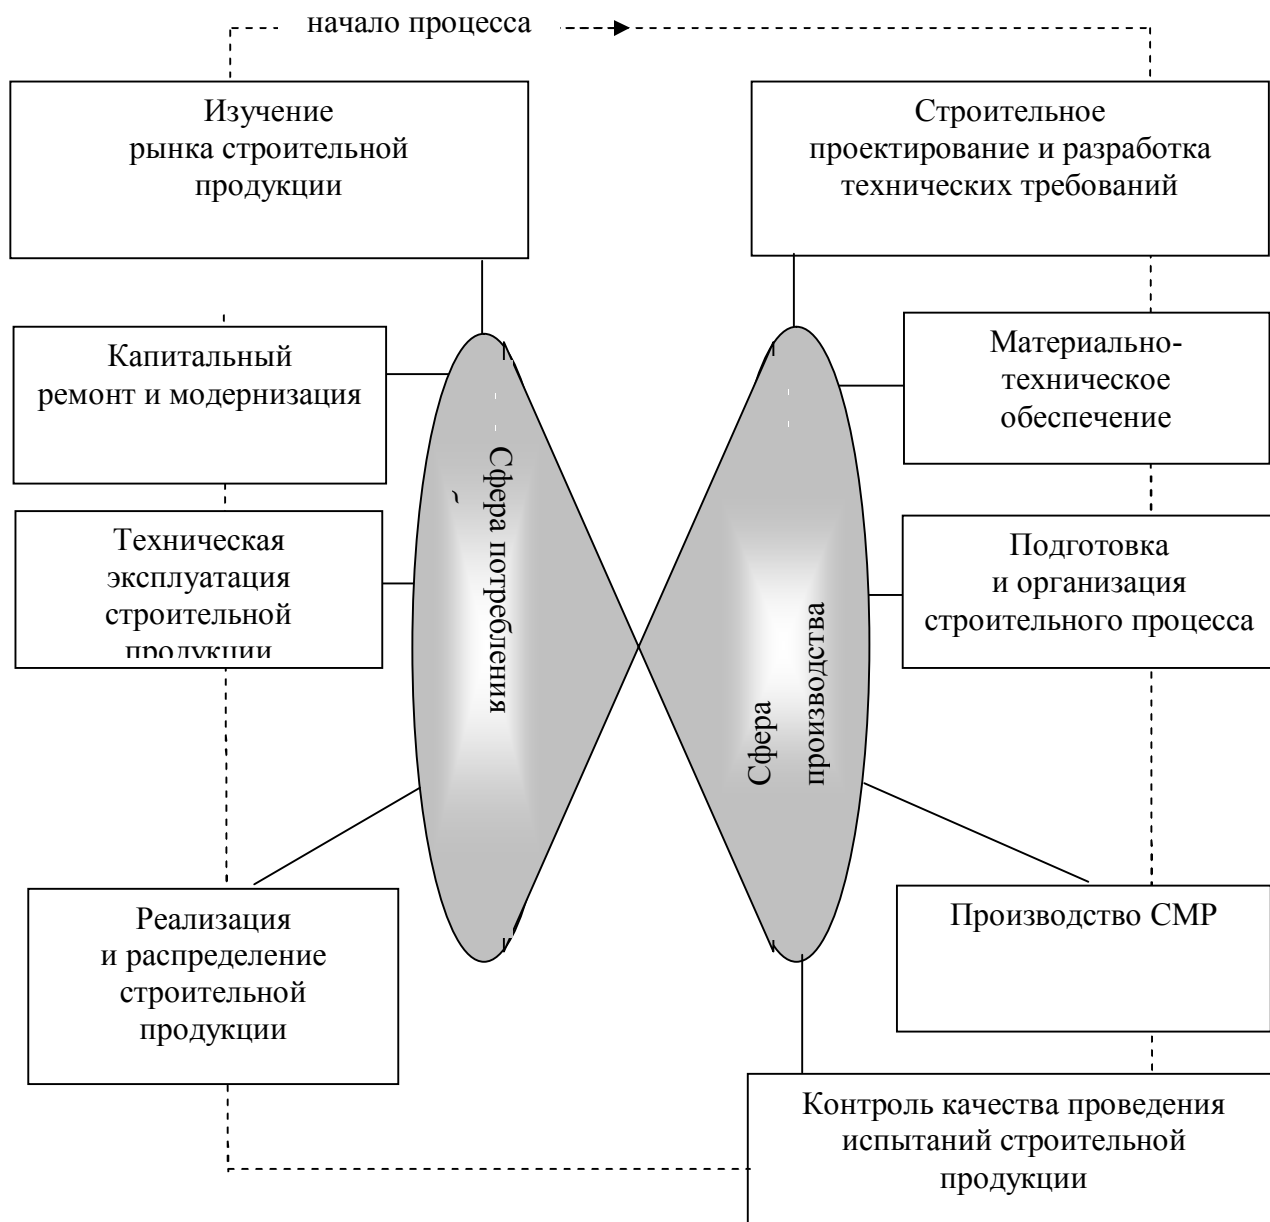 начало процесса
Изучение
рынка строительной
продукции
Строительное
проектирование и разработка
технических требований
Капитальный
ремонт и модернизация
Материально-
техническое
обеспечение
Техническая
эксплуатация
строительной
продукции
Подготовка
и организация
строительного процесса
Сфера потребления
Сфера
производства
Реализация
и распределение
строительной
продукции
Производство СМР
Контроль качества проведения
испытаний строительной
продукции